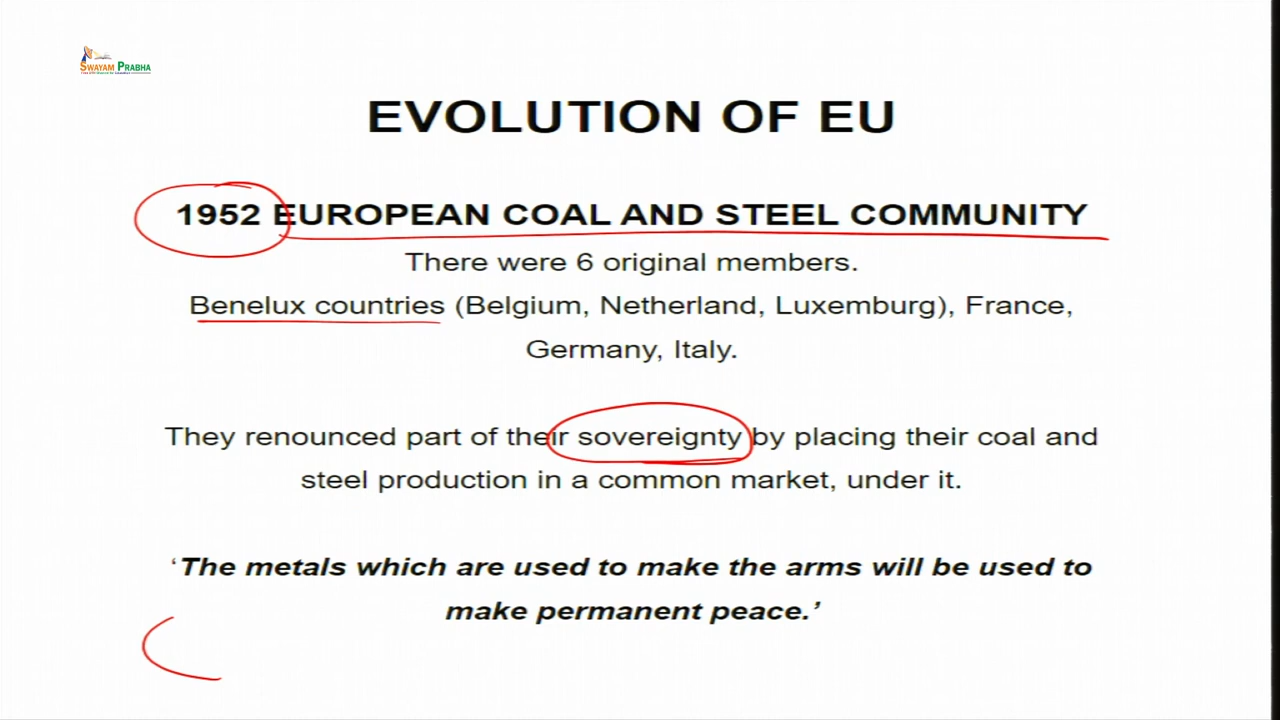 SWAYAM PRABHA
EVOLUTION OF EU
1952 EUROPEAN COAL AND STEEL COMMUNITY
There were 6 original members.
Benelux countries (Belgium, Netherland, Luxemburg), France,
Germany, Italy.
They renounced part of their sovereignty by placing their coal and
steel production in a common market, under it.
‘The metals which are used to make the arms will be used to
make permanent peace.’